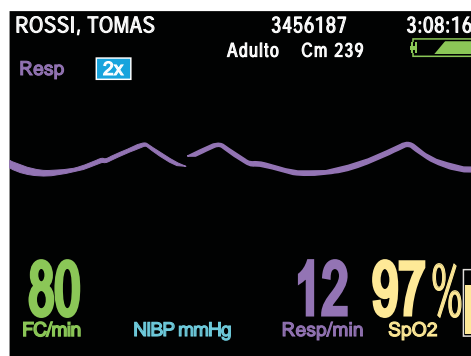 ROSSI, TOMAS 3456187 3:08:16
Adulto Cm 239
Resp 2x
80 12 97%
FC/min NIBP mmHg Resp/min SpO2